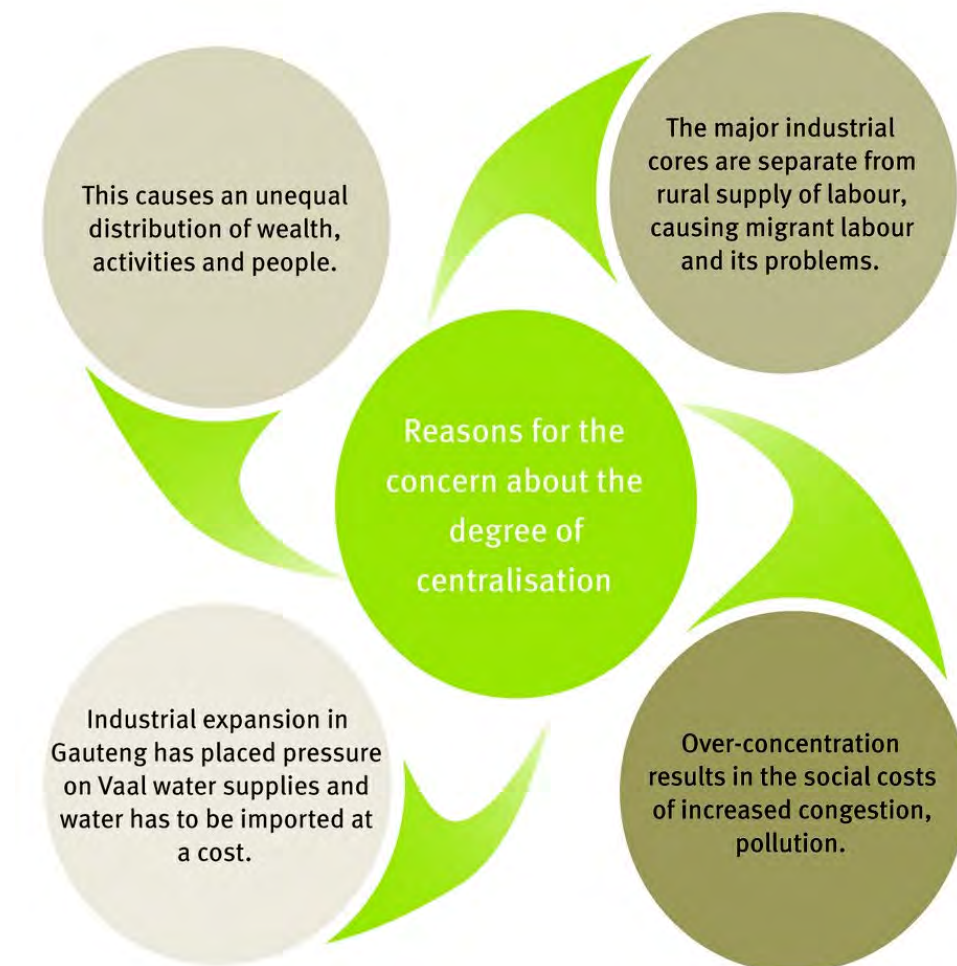 This causes an unequal
distribution of wealth,
activities and people.
The major industrial
cores are separate from
rural supply of labour,
causing migrant labour
and its problems.
Reasons for the
concern about the
degree of
centralisation
Industrial expansion in
Gauteng has placed pressure
on Vaal water supplies and
water has to be imported at
a cost.
Over-concentration
results in the social costs
of increased congestion,
pollution.